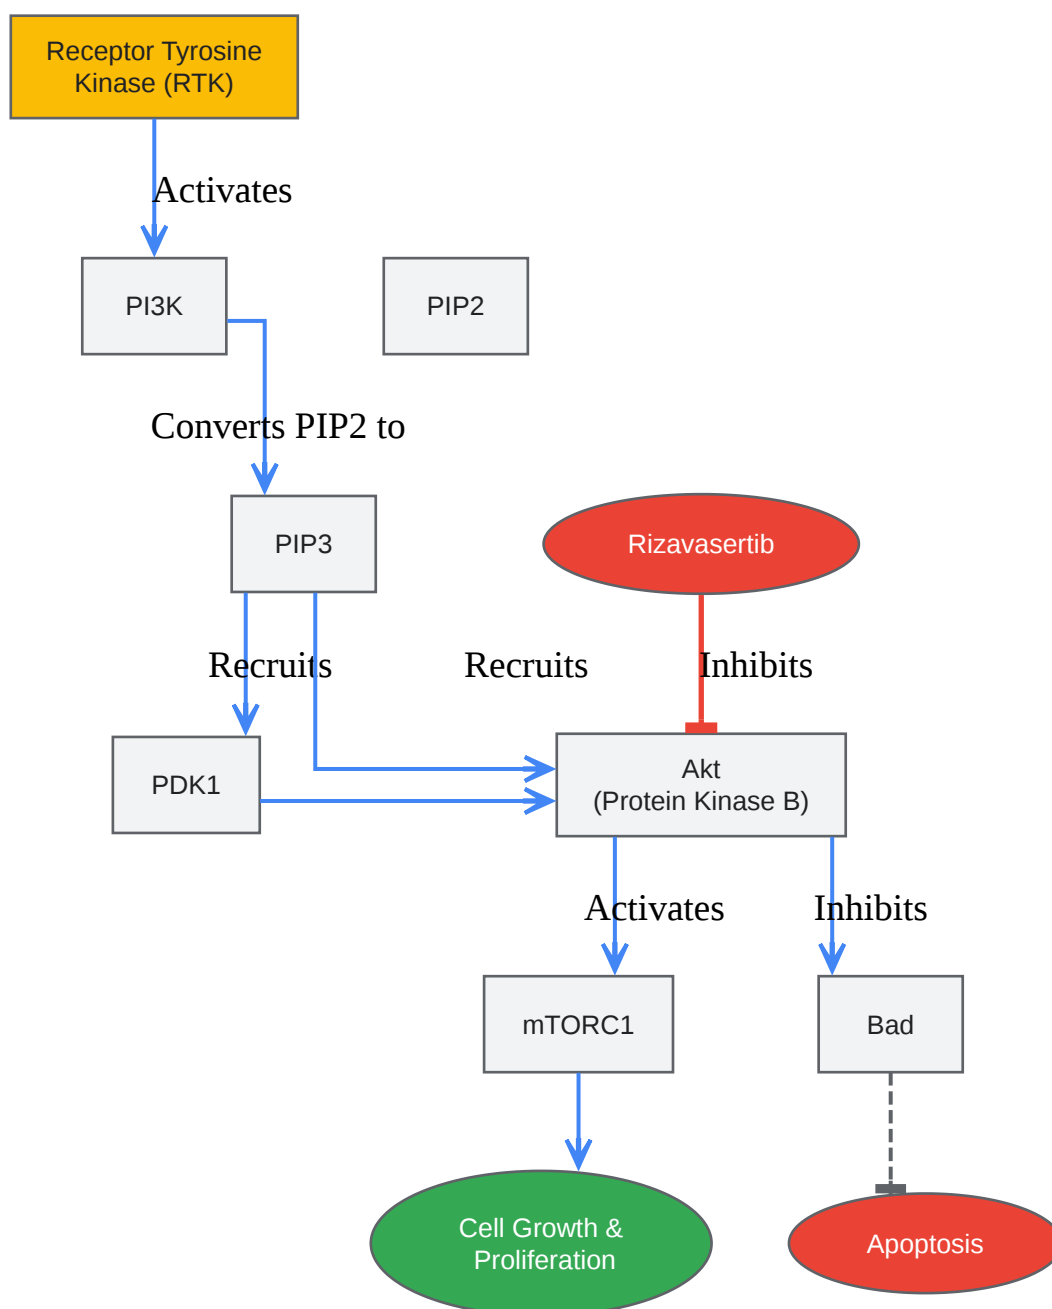 Receptor Tyrosine
Kinase (RTK)
Activates
PI3K
PIP2
Converts PIP2 to
PIP3
Rizavasertib
Recruits
Recruits
Inhibits
PDK1
Akt
(Protein Kinase B)
Activates
Inhibits
mTORC1
Bad
Cell Growth &
Proliferation
Apoptosis